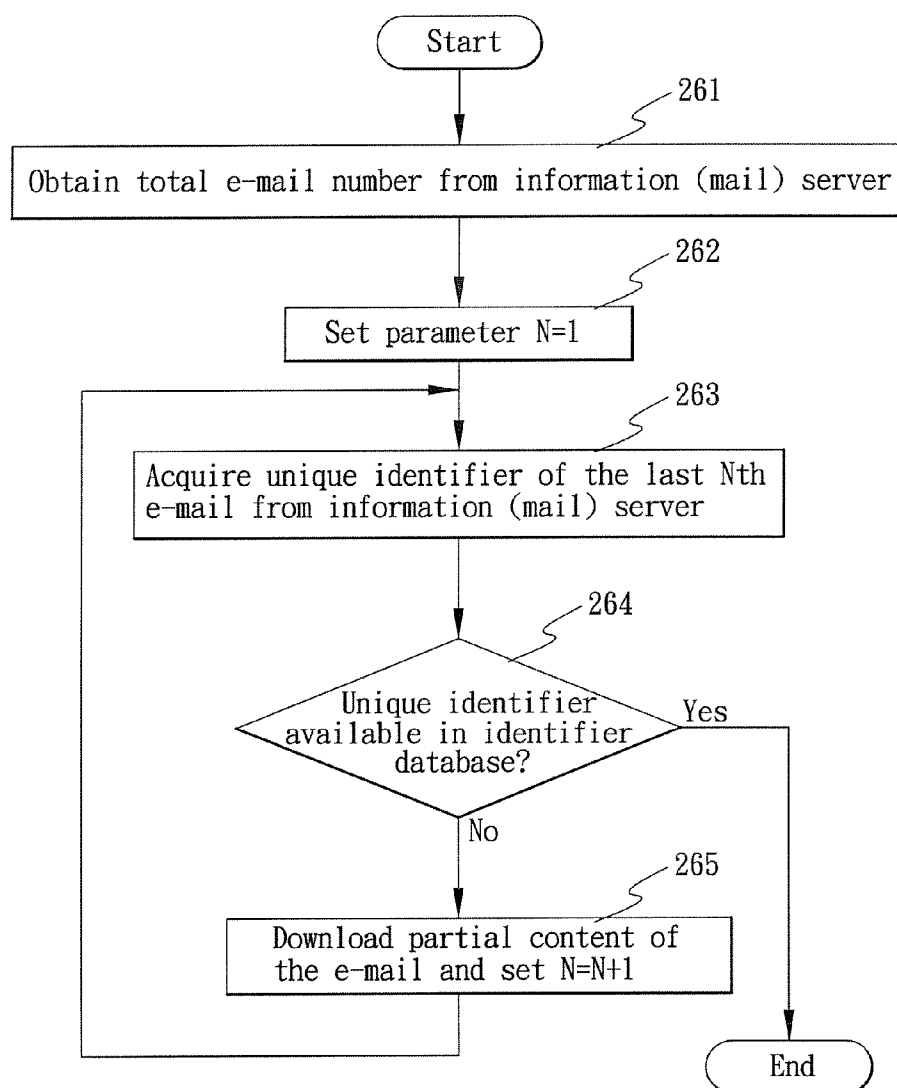 Start
261
Obtain total e-mail number from information (mail) server
262
Set parameter N=1
263
Acquire unique identifier of the last Nth
e-mail from information (mail) server
264
Unique identifier
available in identifier
database?
Yes
No
265
Download partial content of
the e-mail and set N=N+1
End